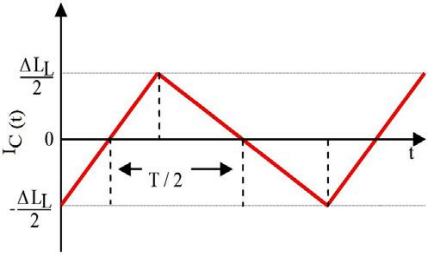 ΔL_L
2
I_C (t)
0
t
T / 2
-ΔL_L
2